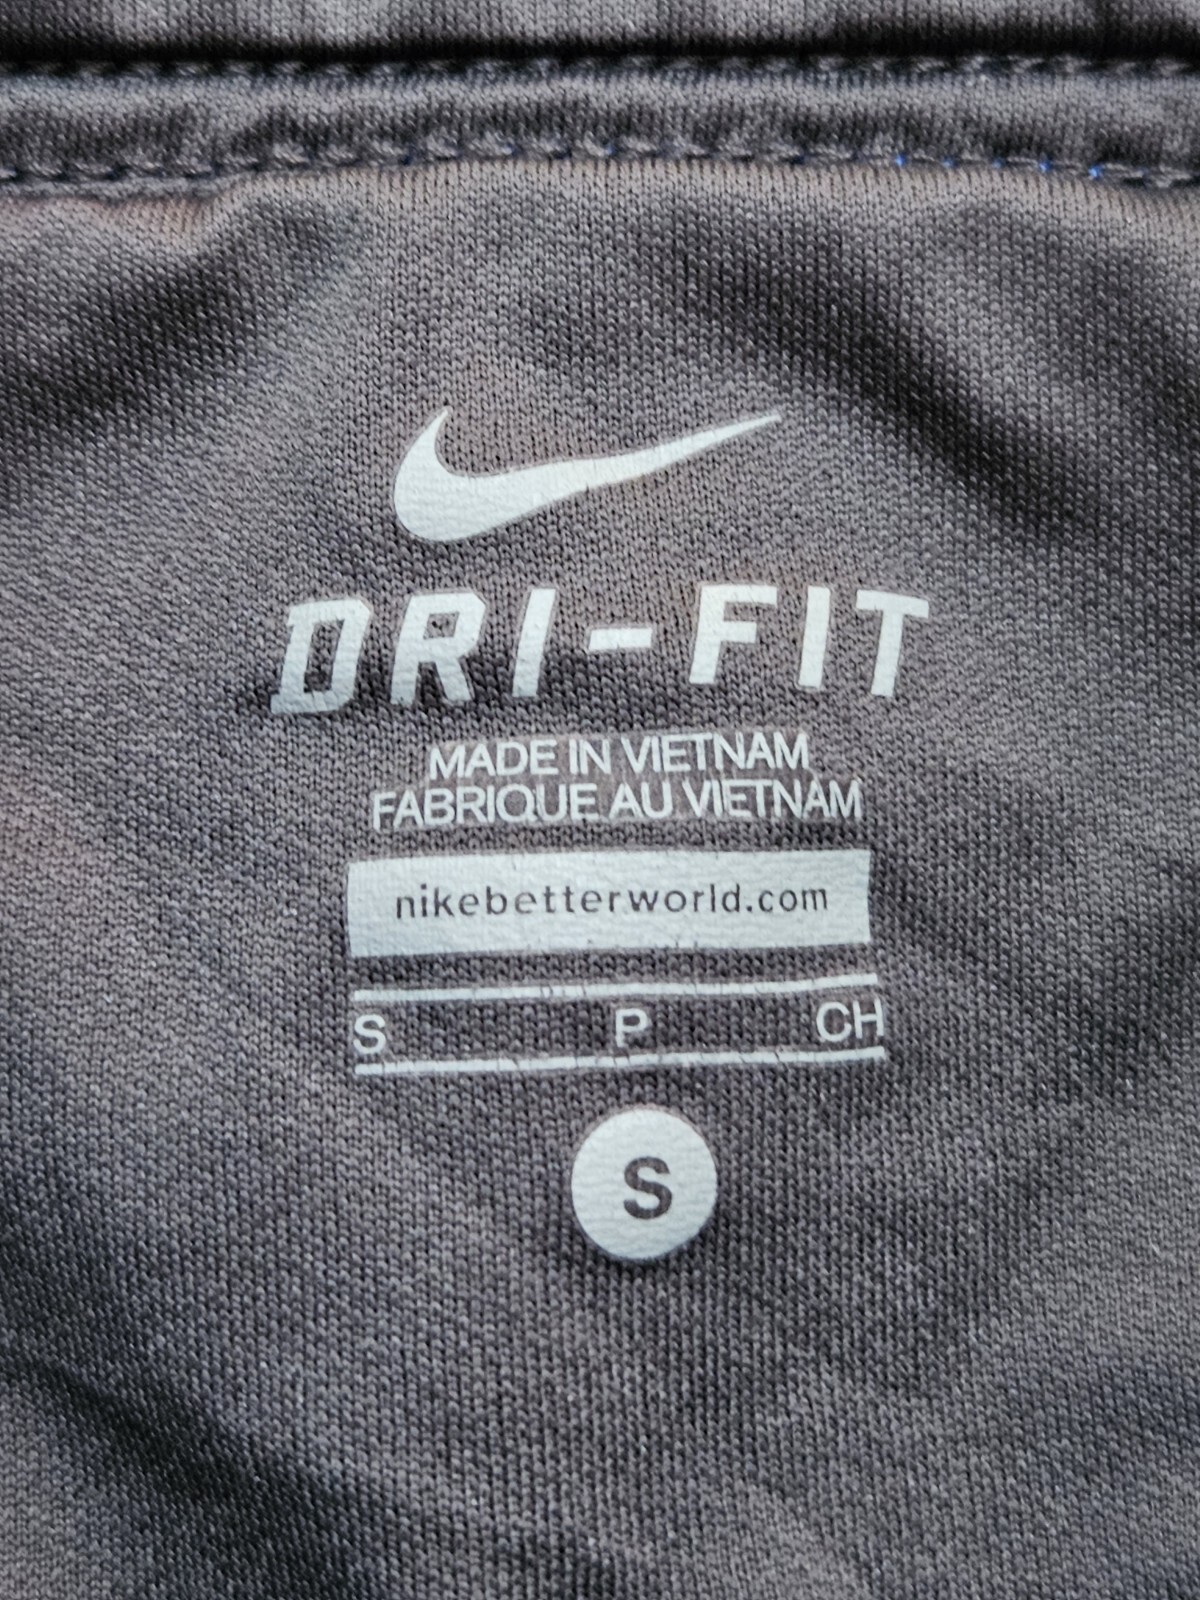 DRI-FIT
MADE IN VIETNAM
FABRIQUE AU VIETNAM
nikebetterworld.com
S P CH
S